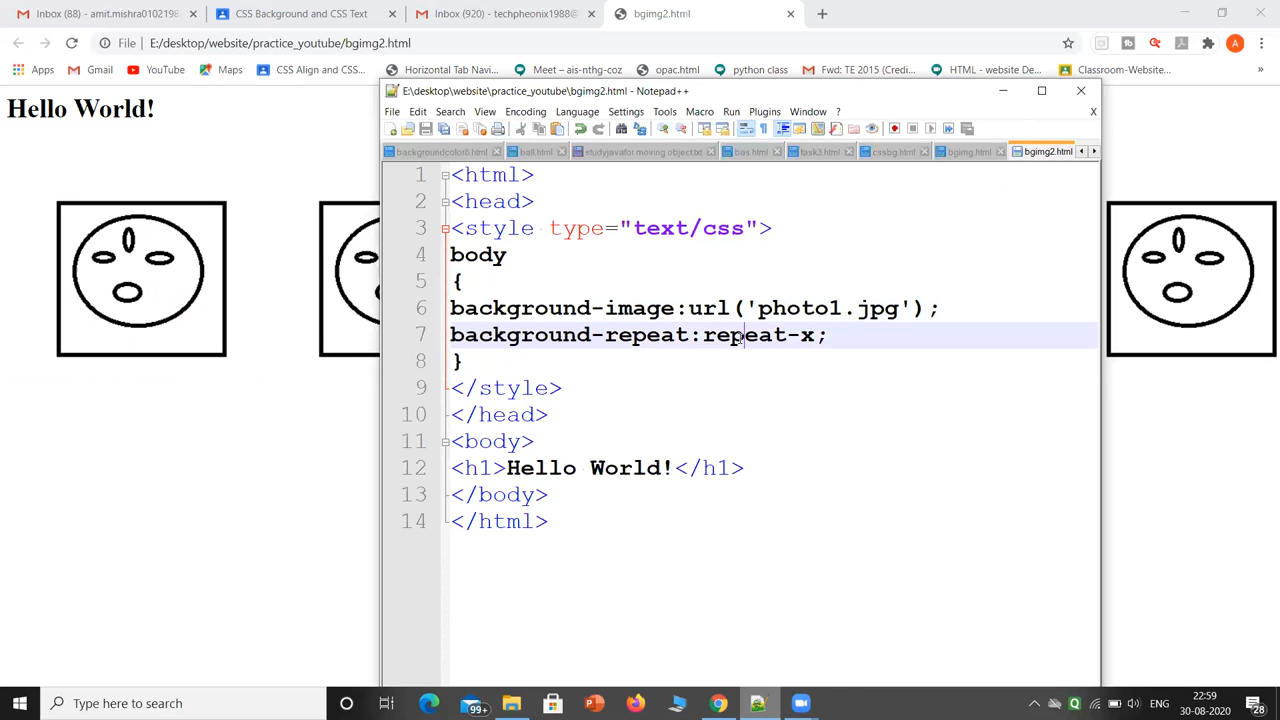 Inbox (88) - amit.mishra0102198
CSS Background and CSS Text
Inbox (920) - techpheonix1988@
bgimg2.html
File E:/desktop/website/practice_youtube/bgimg2.html
Apps Gmail YouTube Maps CSS Align and CSS... Horizontal Tab Navi... Meet – ais-nthg-coz opac.html python class Fwd: TE 2015 (Credi... HTML - website De... Classroom-Website...
Hello World!
E:\desktop\website\practice_youtube\bgimg2.html - Notepad++
File Edit Search View Encoding Language Settings Tools Macro Run Plugins Window ? X
backgroundcolor8.html ball.html studyjavafor moving object.txt bas.html task3.html cssbg.html bgimg.html bgimg2.html
1 <html>
2 <head>
3 <style type="text/css">
4 body
5 {
6 background-image:url('photo1.jpg');
7 background-repeat:repeat-x;
8 }
9 </style>
10 </head>
11 <body>
12 <h1>Hello World!</h1>
13 </body>
14 </html>
Type here to search
99+
ENG
22:59
30-08-2020
28